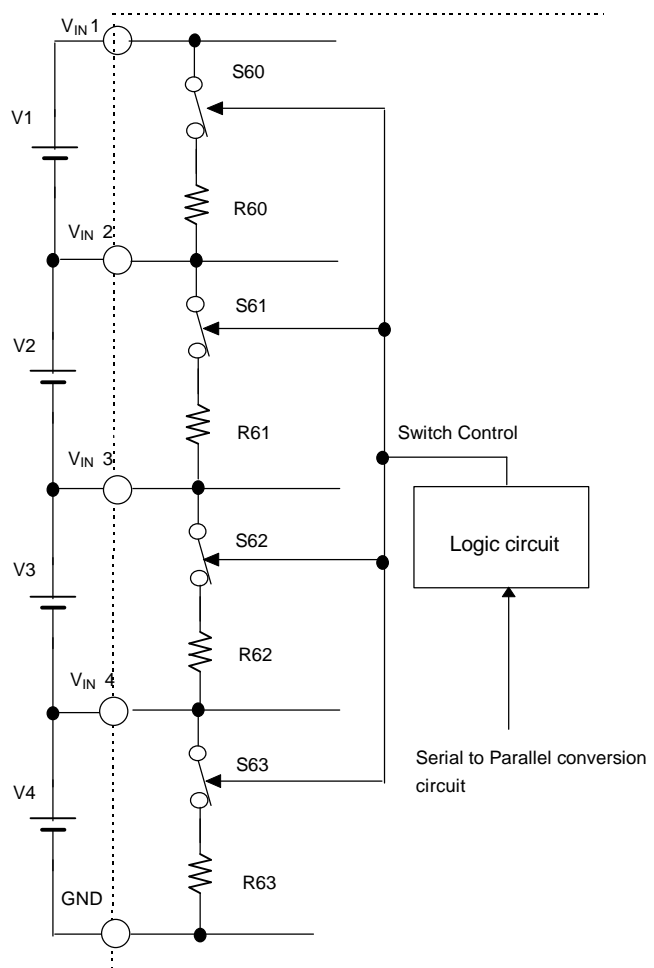 VIN 1
S60
V1
R60
VIN 2
S61
V2
R61
Switch Control
VIN 3
S62
Logic circuit
V3
R62
VIN 4
Serial to Parallel conversion
circuit
S63
V4
R63
GND